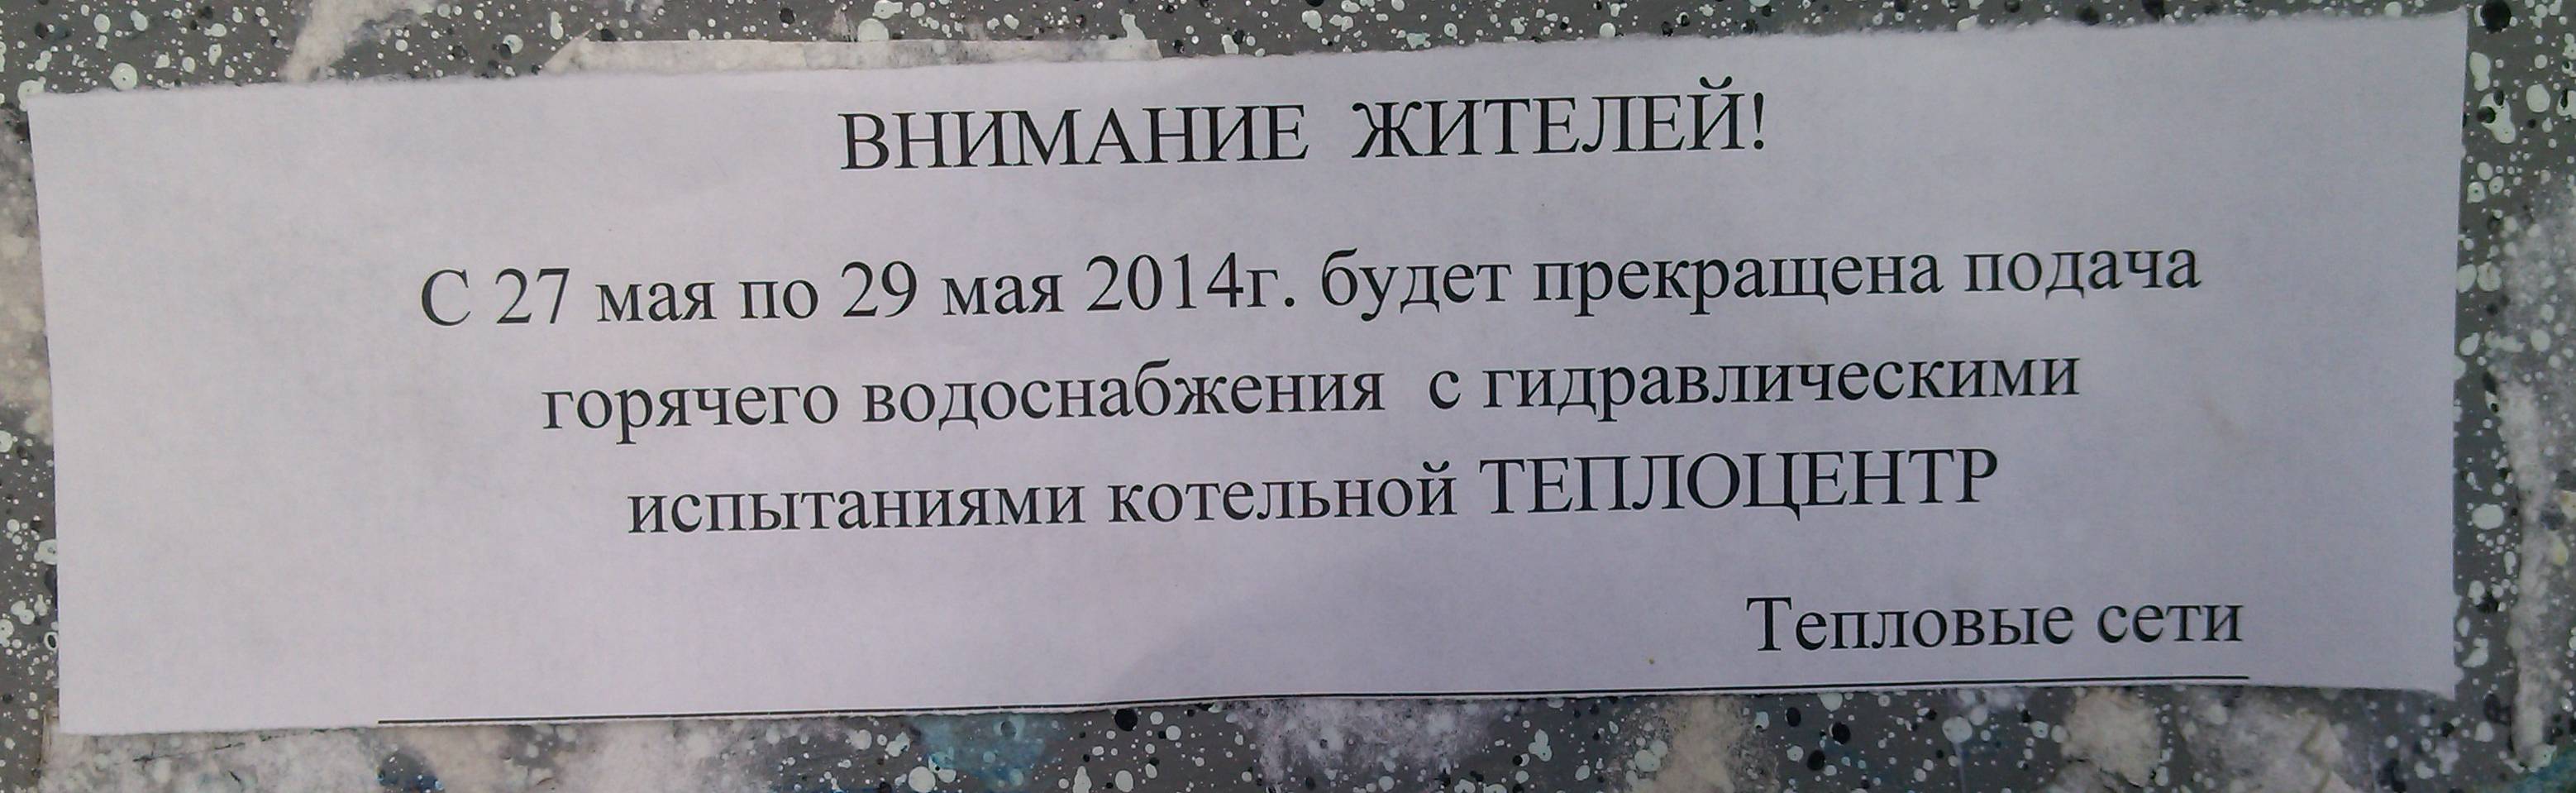 ВНИМАНИЕ ЖИТЕЛЕЙ!
С 27 мая по 29 мая 2014г. будет прекращена подача
горячего водоснабжения с гидравлическими
испытаниями котельной ТЕПЛОЦЕНТР
Тепловые сети